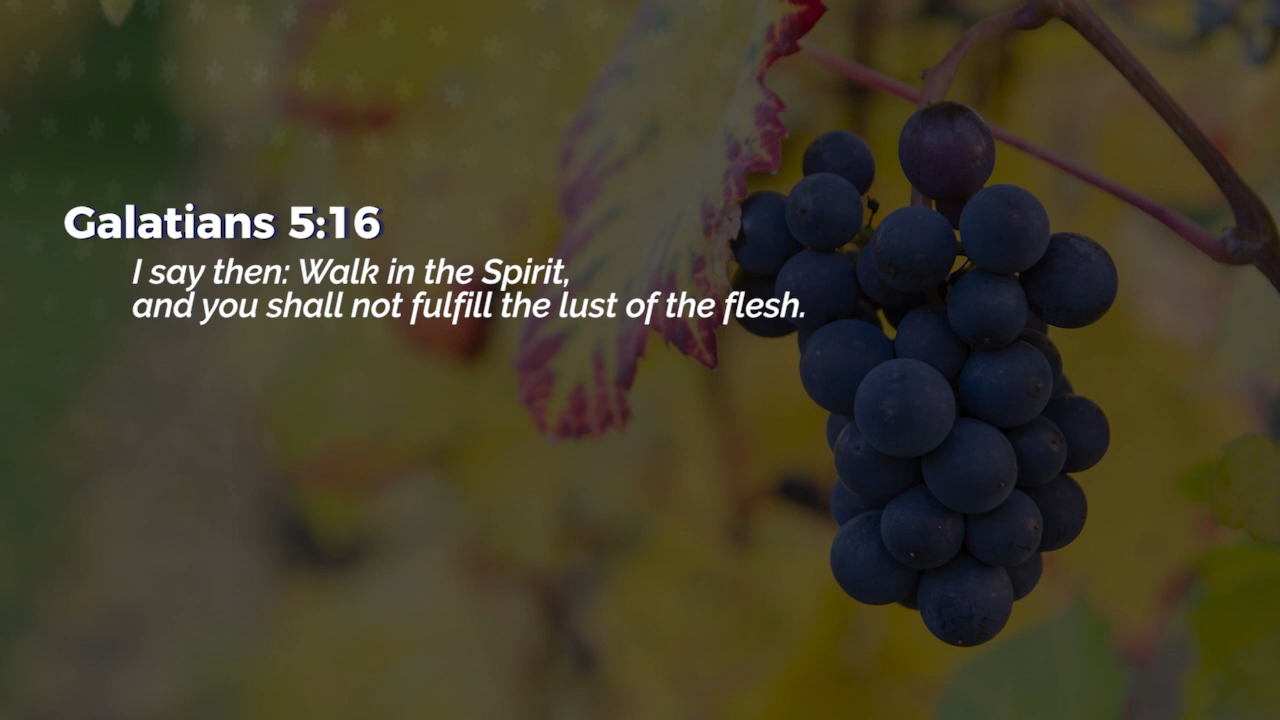 Galatians 5:16
I say then: Walk in the Spirit,
and you shall not fulfill the lust of the flesh.